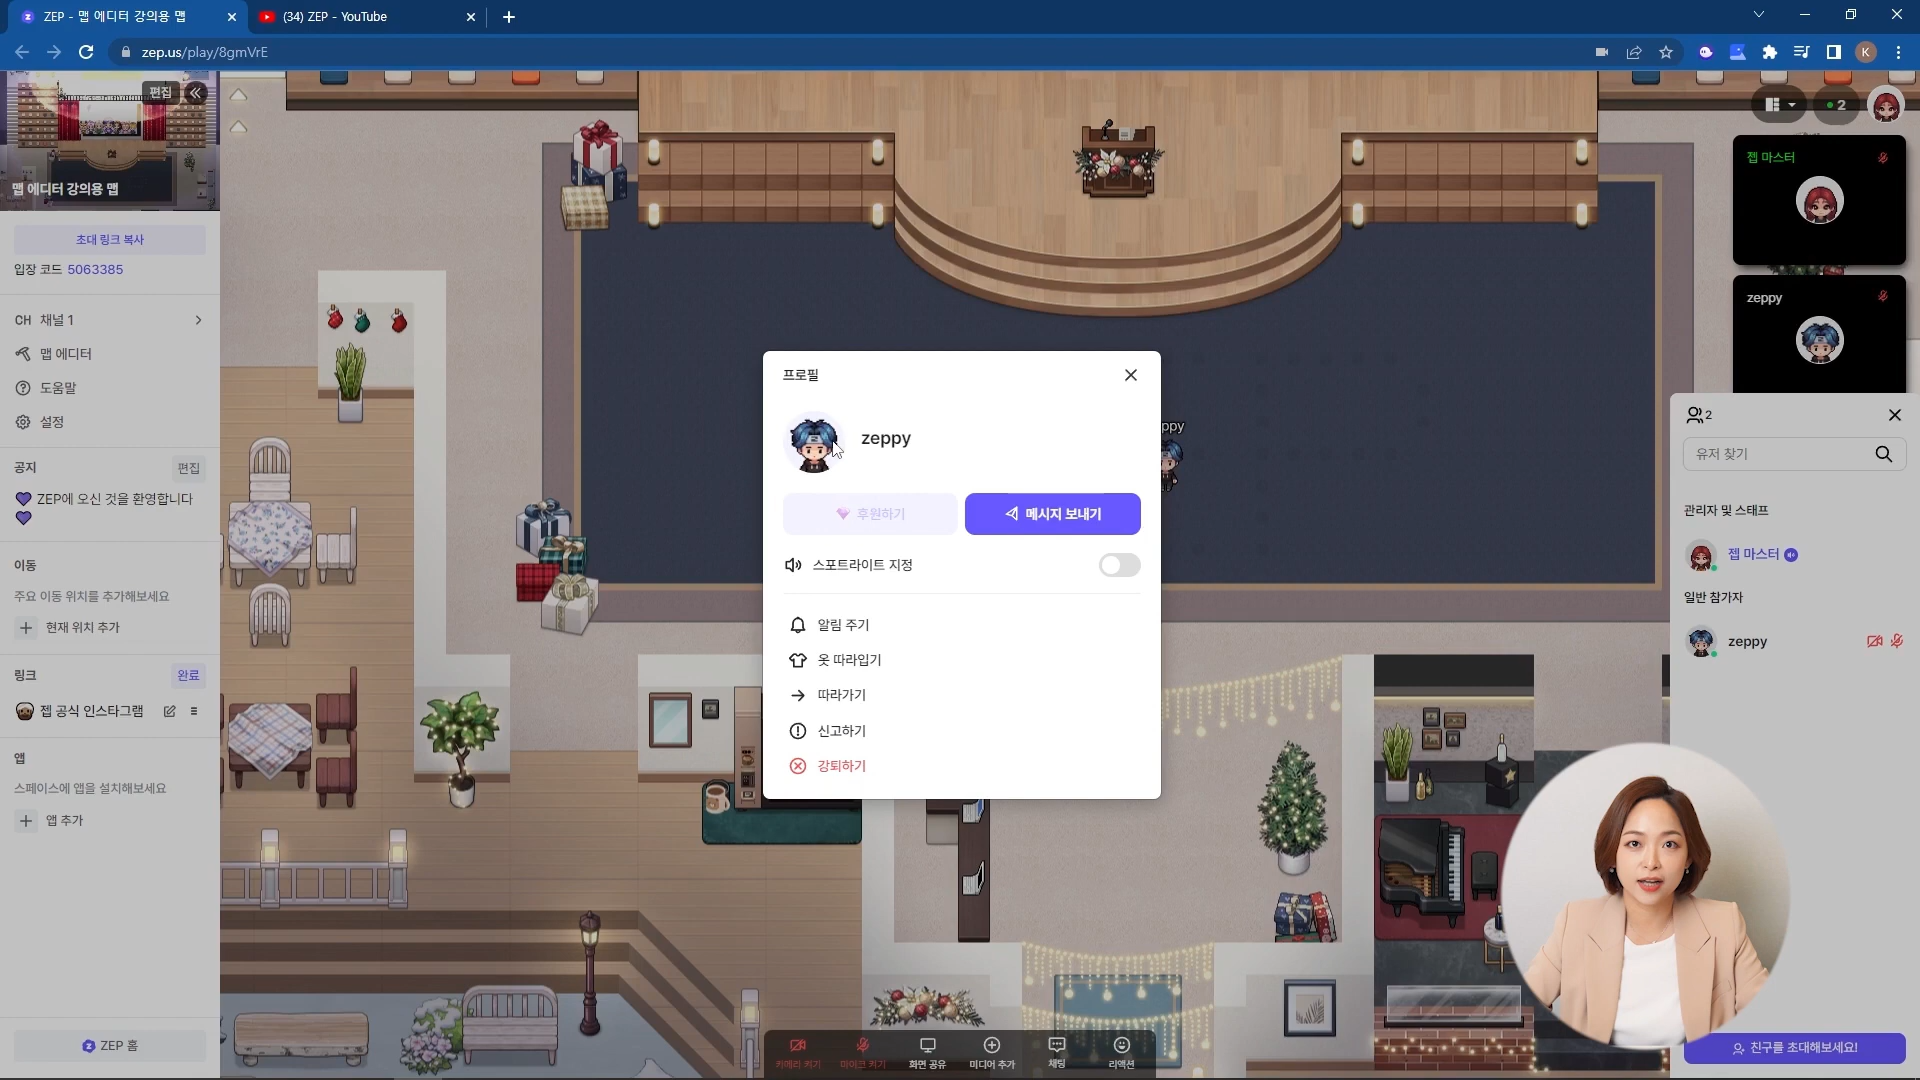 ZEP - 맵 에디터 강의용 맵
(34) ZEP - YouTube
zep.us/play/8gmVrE
K
편집
맵 에디터 강의용 맵
초대 링크 복사
입장 코드 5063385
CH 채널 1
맵 에디터
도움말
설정
공지
편집
ZEP에 오신 것을 환영합니다
이동
주요 이동 위치를 추가해보세요
현재 위치 추가
링크
완료
젭 공식 인스타그램
앱
스페이스에 앱을 설치해보세요
앱 추가
ZEP 홈
프로필
zeppy
후원하기
메시지 보내기
스포트라이트 지정
알림 주기
옷 따라입기
따라가기
신고하기
강퇴하기
ppy
카메라 켜기
마이크 켜기
화면 공유
미디어 추가
채팅
리액션
2
젭 마스터
zeppy
2
유저 찾기
관리자 및 스태프
젭 마스터
일반 참가자
zeppy
친구를 초대해보세요!